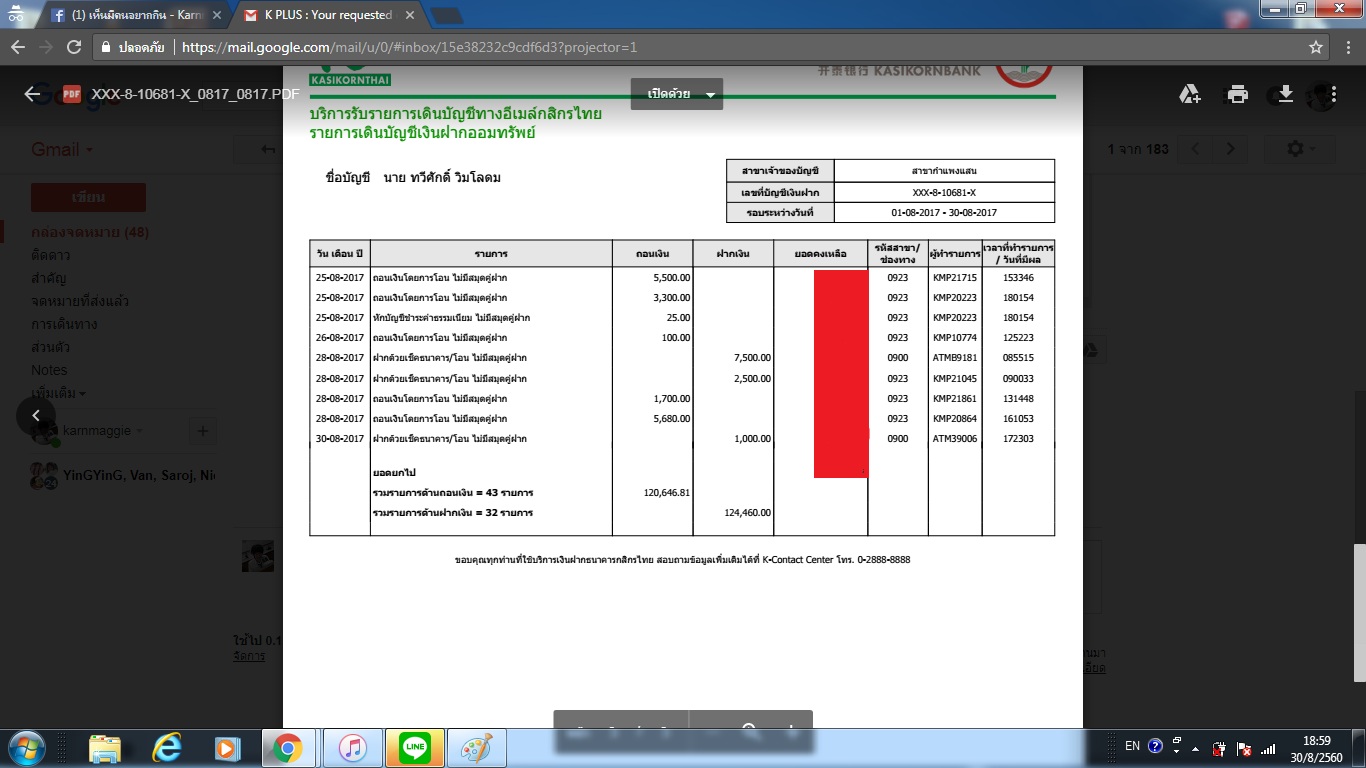 (1) เห็นมีดนอยากกิน - Karn
K PLUS : Your requested
ปลอดภัย https://mail.google.com/mail/u/0/#inbox/15e38232c9cdf6d3?projector=1
KASIKORNTHAI
开泰银行 KASIKORNBANK
XXX-8-10681-X_0817_0817.PDF
เปิดด้วย
บริการรับรายการเดินบัญชีทางอีเมล์กสิกรไทย
รายการเดินบัญชีเงินฝากออมทรัพย์
Gmail
1 จาก 183
เขียน
กล่องจดหมาย (48)
ติดดาว
สำคัญ
จดหมายที่ส่งแล้ว
การเดินทาง
ส่วนตัว
Notes
เพิ่มเติม
karnmaggie
YinGYinG, Van, Saroj, Nic
24
ชื่อบัญชี นาย ทวีศักดิ์ วิมโลดม
สาขาเจ้าของบัญชี สาขากำแพงแสน
เลขที่บัญชีเงินฝาก XXX-8-10681-X
รอบระหว่างวันที่ 01-08-2017 - 30-08-2017
วัน เดือน ปี รายการ ถอนเงิน ฝากเงิน ยอดคงเหลือ รหัสสาขา/ช่องทาง ผู้ทำรายการ เวลาที่ทำรายการ / วันที่มีผล
25-08-2017 ถอนเงินโดยการโอน ไม่มีสมุดคู่ฝาก 5,500.00 0923 KMP21715 153346
25-08-2017 ถอนเงินโดยการโอน ไม่มีสมุดคู่ฝาก 3,300.00 0923 KMP20223 180154
25-08-2017 หักบัญชีชำระค่าธรรมเนียม ไม่มีสมุดคู่ฝาก 25.00 0923 KMP20223 180154
26-08-2017 ถอนเงินโดยการโอน ไม่มีสมุดคู่ฝาก 100.00 0923 KMP10774 125223
28-08-2017 ฝากด้วยเช็คธนาคาร/โอน ไม่มีสมุดคู่ฝาก 7,500.00 0900 ATMB9181 085515
28-08-2017 ฝากด้วยเช็คธนาคาร/โอน ไม่มีสมุดคู่ฝาก 2,500.00 0923 KMP21045 090033
28-08-2017 ถอนเงินโดยการโอน ไม่มีสมุดคู่ฝาก 1,700.00 0923 KMP21861 131448
28-08-2017 ถอนเงินโดยการโอน ไม่มีสมุดคู่ฝาก 5,680.00 0923 KMP20864 161053
30-08-2017 ฝากด้วยเช็คธนาคาร/โอน ไม่มีสมุดคู่ฝาก 1,000.00 0900 ATM39006 172303
ยอดยกไป
รวมรายการด้านถอนเงิน = 43 รายการ 120,646.81
รวมรายการด้านฝากเงิน = 32 รายการ 124,460.00
ขอบคุณทุกท่านที่ใช้บริการเงินฝากธนาคารกสิกรไทย สอบถามข้อมูลเพิ่มเติมได้ที่ K-Contact Center โทร. 0-2888-8888
ใช้ไป 0.1
จัดการ
LINE
EN
18:59
30/8/2560